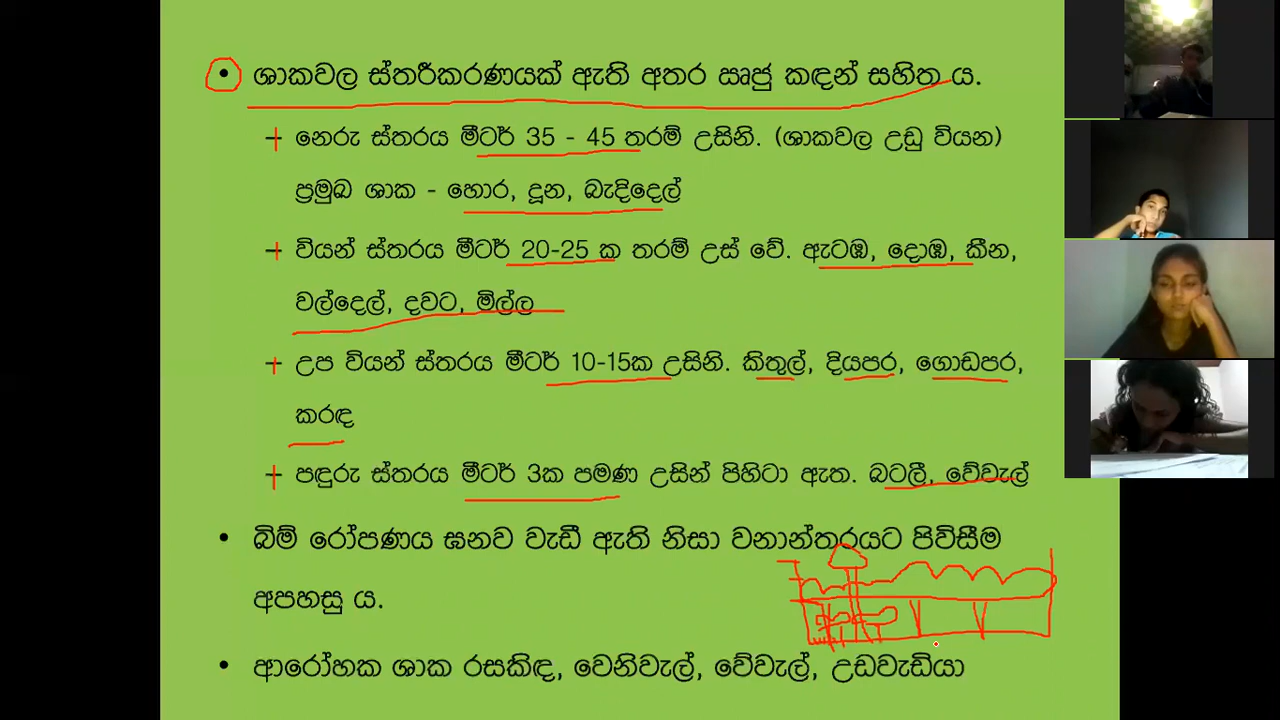 • ශාකවල ස්තරීකරණයක් ඇති අතර ඍජු කඳන් සහිත ය.
+ නෙරු ස්තරය මීටර් 35 - 45 තරම් උසිනි. (ශාකවල උඩු වියන)
ප්‍රමුඛ ශාක - හොර, දූන, බැදිදෙල්
+ වියන් ස්තරය මීටර් 20-25 ක තරම් උස් වේ. ඇටඹ, දොඹ, කීන,
වල්දෙල්, දවට, මිල්ල
+ උප වියන් ස්තරය මීටර් 10-15ක උසිනි. කිතුල්, දියපර, ගොඩපර,
කරඳ
+ පඳුරු ස්තරය මීටර් 3ක පමණ උසින් පිහිටා ඇත. බටලී, වේවැල්
• බිම් රෝපණය ඝනව වැඩී ඇති නිසා වනාන්තරයට පිවිසීම
අපහසු ය.
• ආරෝහක ශාක රසකිඳ, වෙනිවැල්, වේවැල්, උඩවැඩියා